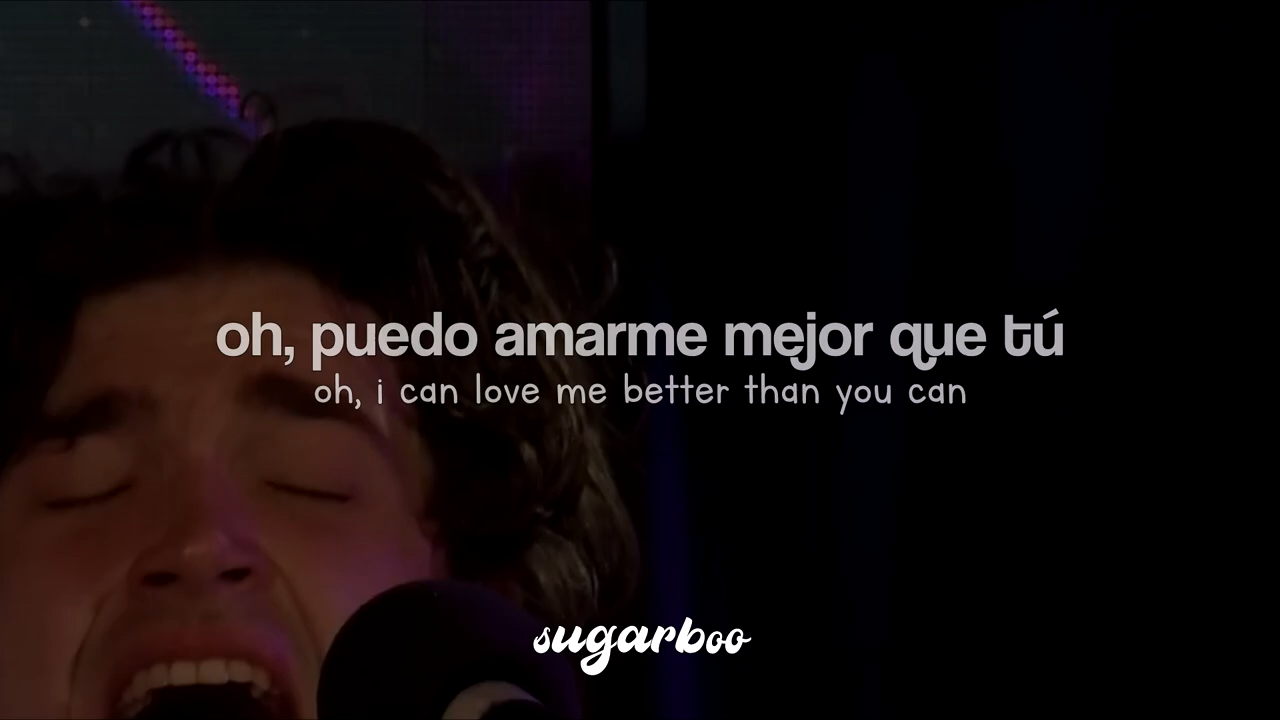 oh, puedo amarme mejor que tú
oh, i can love me better than you can
sugarboo